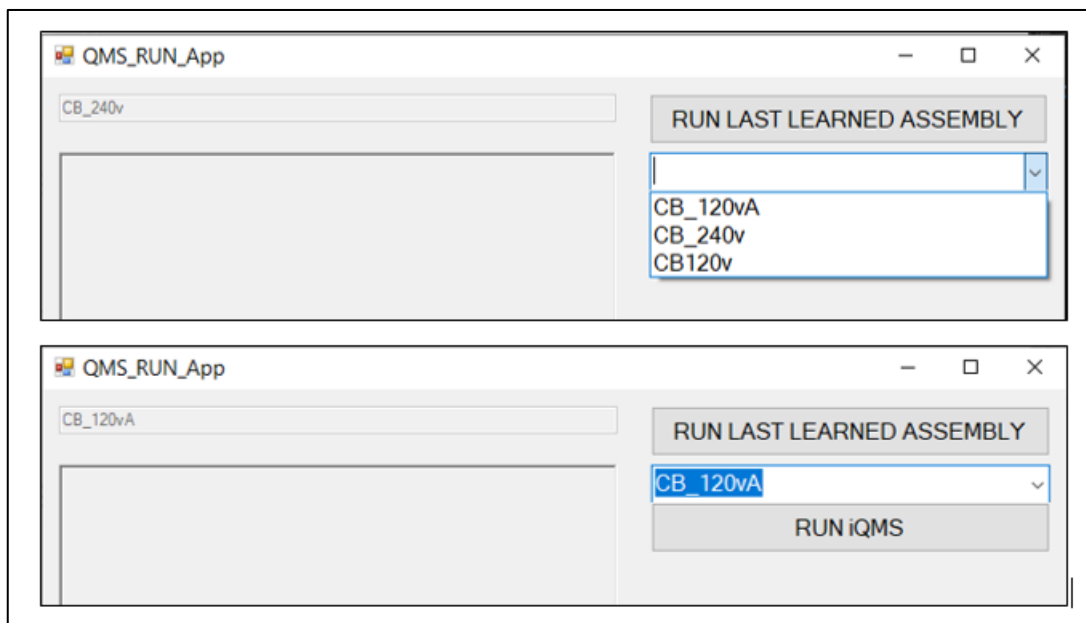 QMS_RUN_App
CB_240v
RUN LAST LEARNED ASSEMBLY
CB_120vA
CB_240v
CB120v
QMS_RUN_App
CB_120vA
RUN LAST LEARNED ASSEMBLY
CB_120vA
RUN iQMS